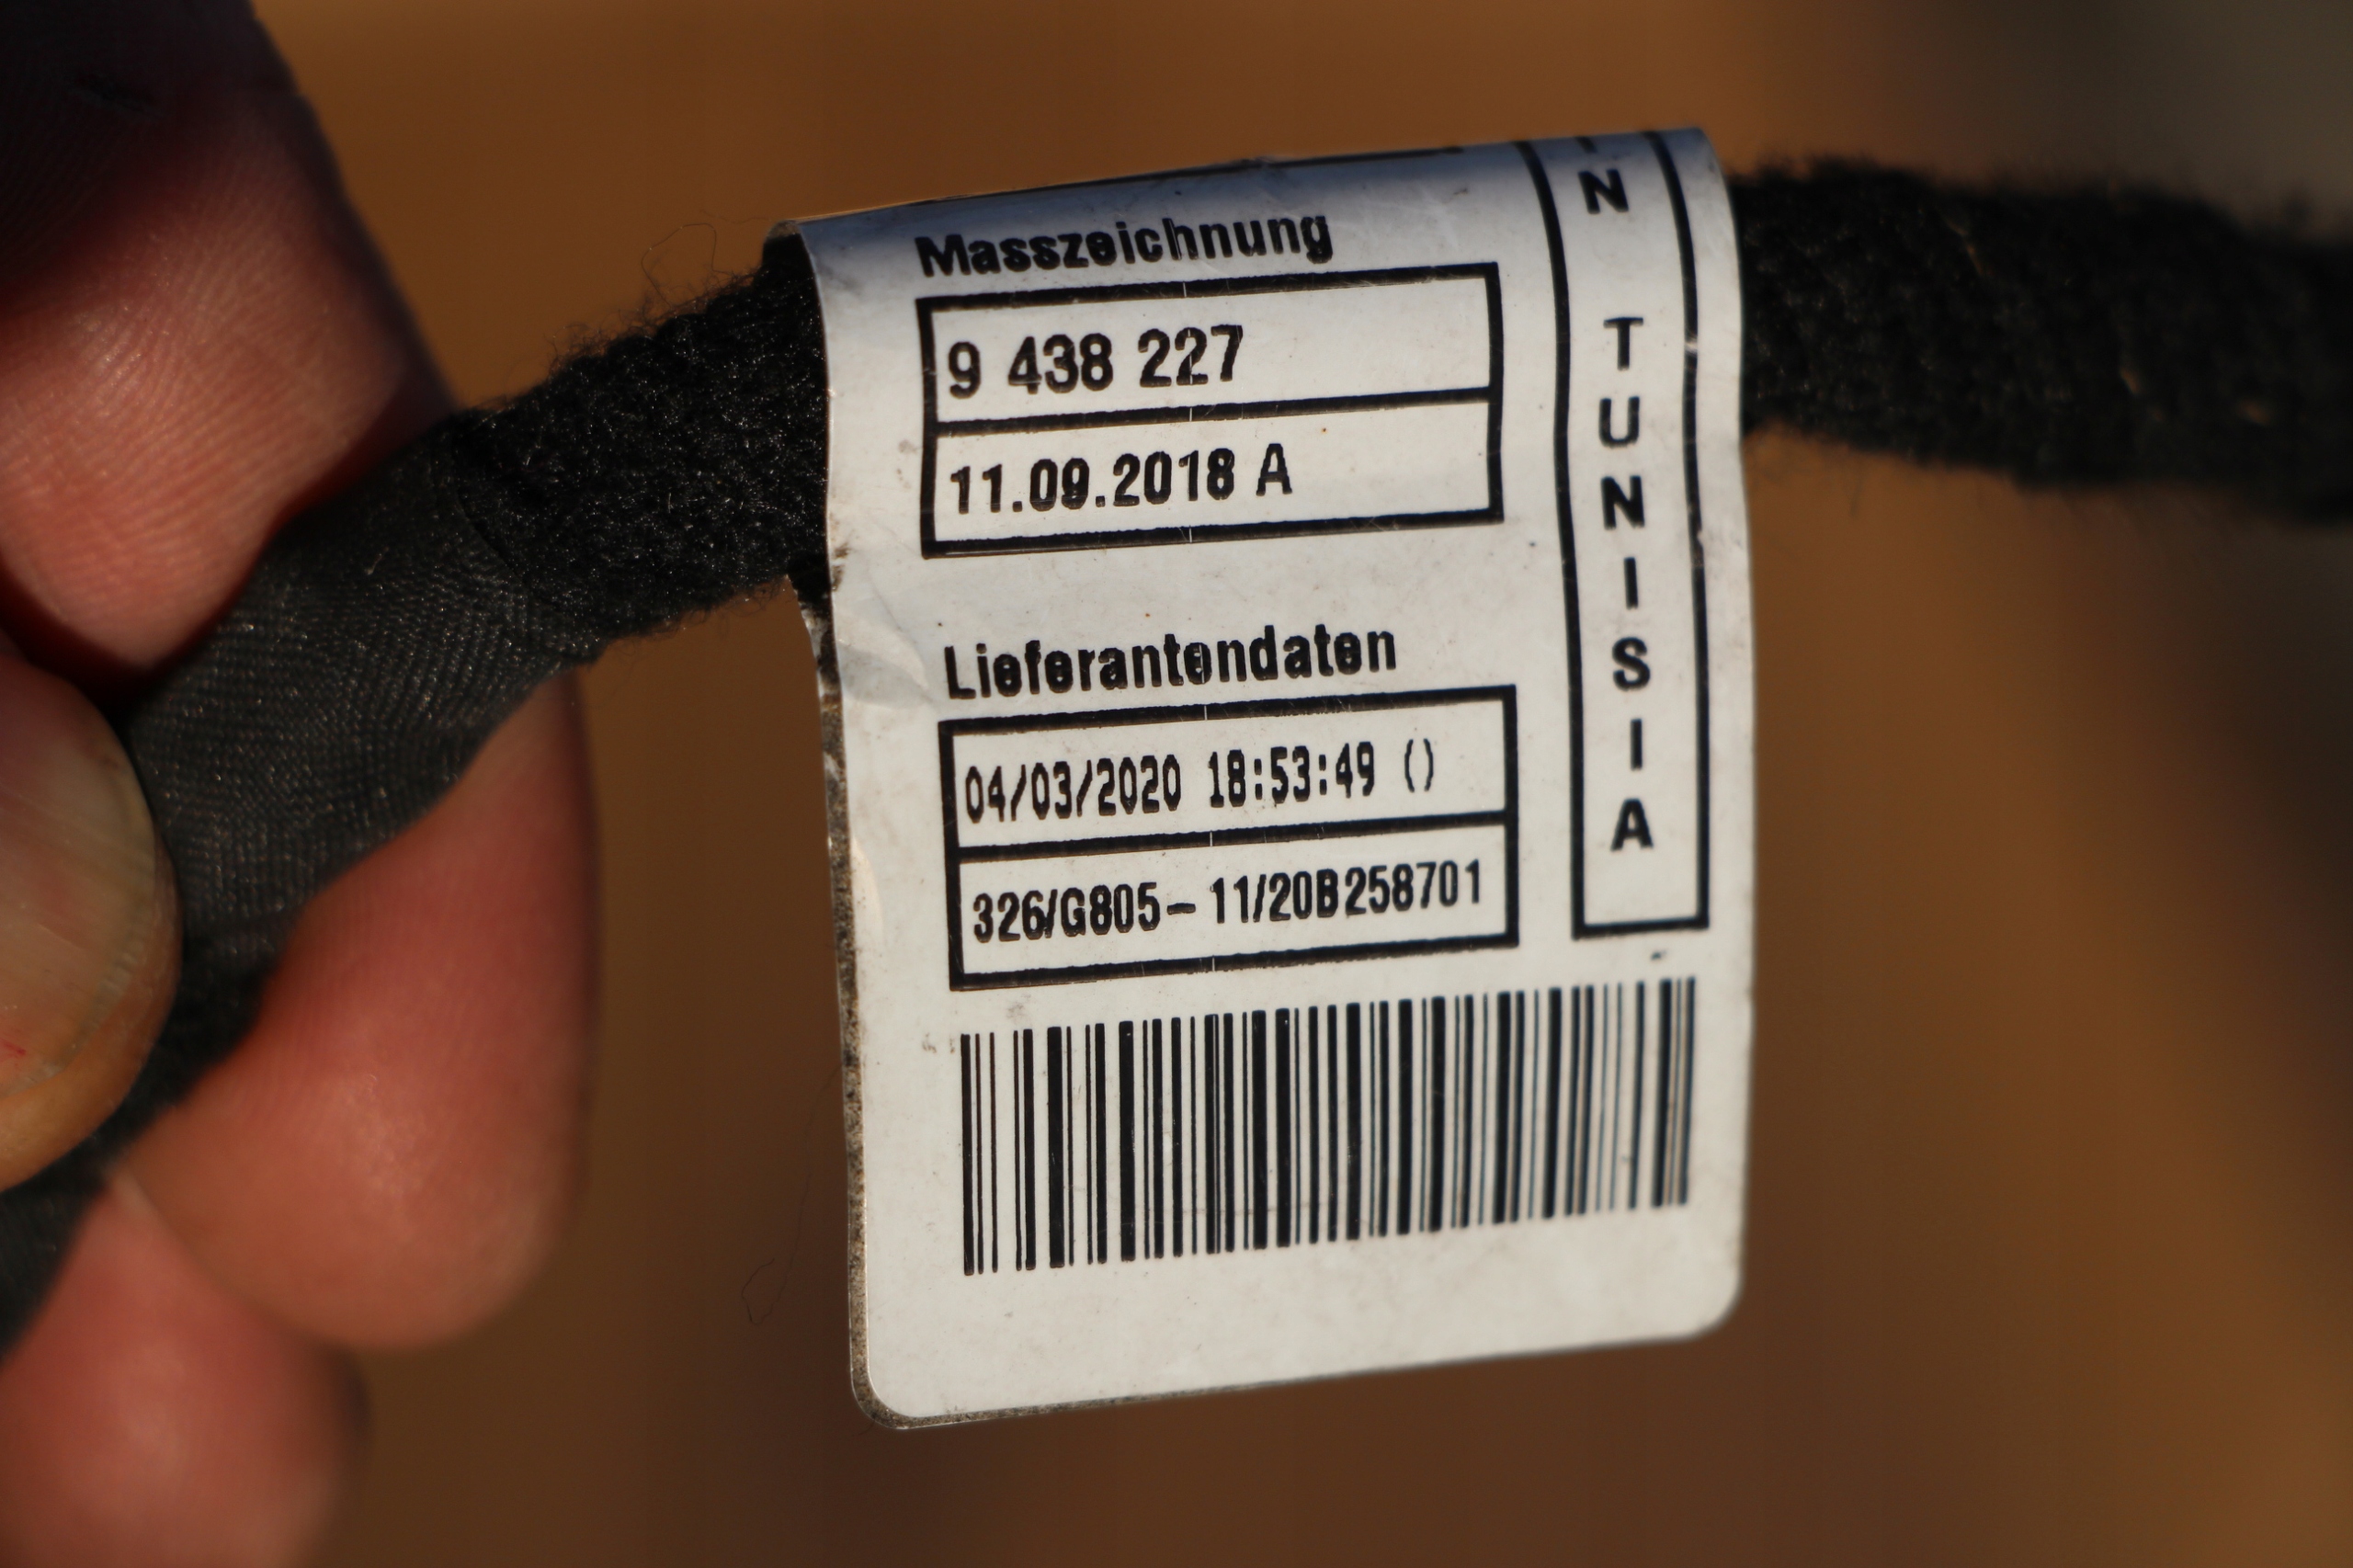 Masszeichnung
9 438 227
11.09.2018 A
Lieferantendaten
04/03/2020 18:53:49 ()
326/G805-11/20B258701
IN TUNISIA